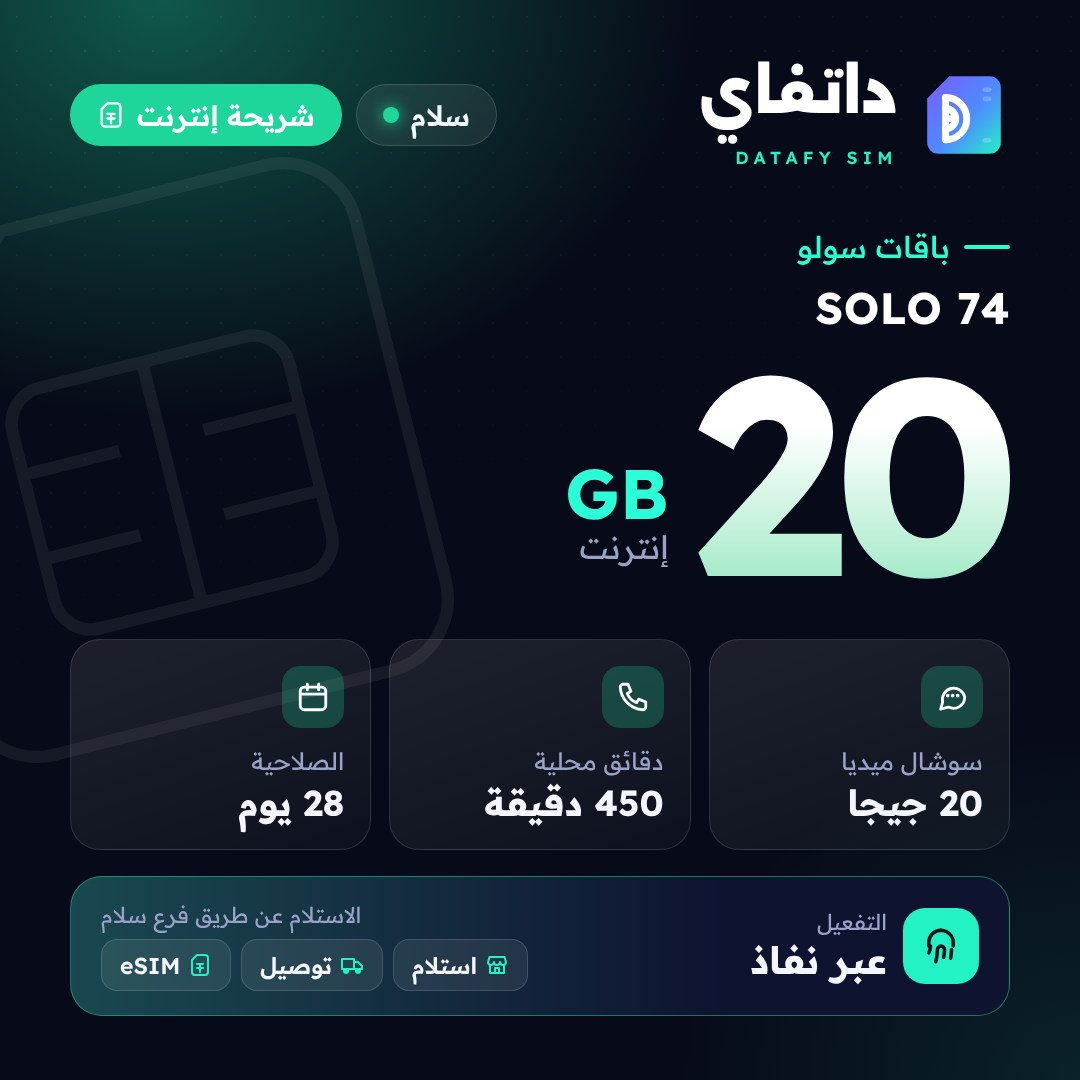 داتفاي
DATAFY SIM
سلام
شريحة إنترنت
باقات سولو
SOLO 74
20
GB
إنترنت
سوشال ميديا
20 جيجا
دقائق محلية
450 دقيقة
الصلاحية
28 يوم
التفعيل
عبر نفاذ
الاستلام عن طريق فرع سلام
استلام
توصيل
eSIM